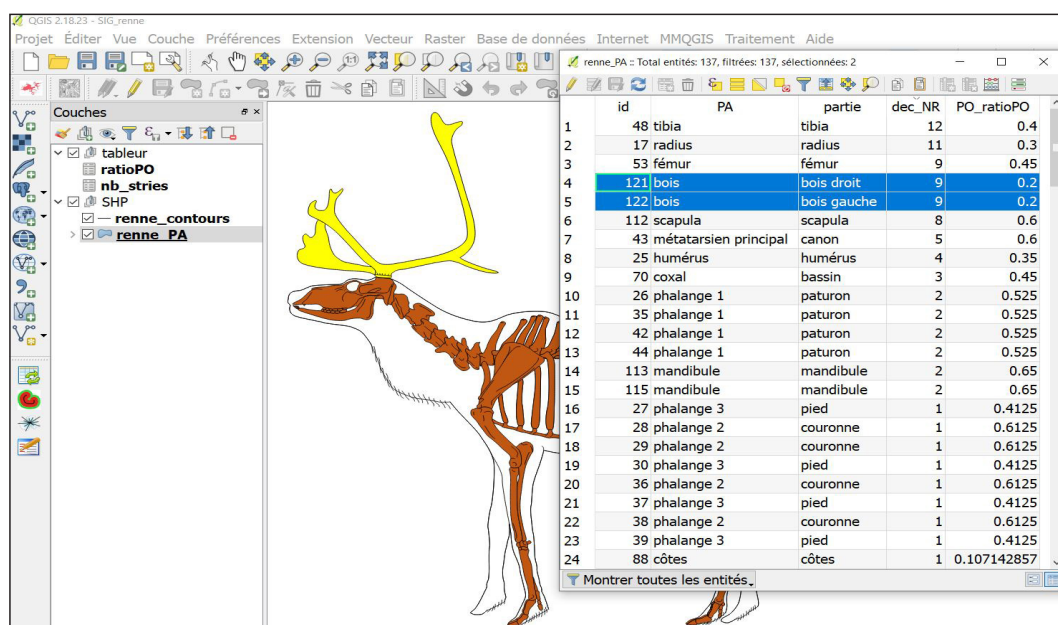 QGIS 2.18.23 - SIG_renne
Projet Éditer Vue Couche Préférences Extension Vecteur Raster Base de données Internet MMQGIS Traitement Aide
renne_PA :: Total entités: 137, filtrées: 137, sélectionnées: 2
Couches
tableur
ratioPO
nb_stries
SHP
renne_contours
renne_PA
id PA partie dec_NR PO_ratioPO
1 48 tibia tibia 12 0.4
2 17 radius radius 11 0.3
3 53 fémur fémur 9 0.45
4 121 bois bois droit 9 0.2
5 122 bois bois gauche 9 0.2
6 112 scapula scapula 8 0.6
7 43 métatarsien principal canon 5 0.6
8 25 humérus humérus 4 0.35
9 70 coxal bassin 3 0.45
10 26 phalange 1 paturon 2 0.525
11 35 phalange 1 paturon 2 0.525
12 42 phalange 1 paturon 2 0.525
13 44 phalange 1 paturon 2 0.525
14 113 mandibule mandibule 2 0.65
15 115 mandibule mandibule 2 0.65
16 27 phalange 3 pied 1 0.4125
17 28 phalange 2 couronne 1 0.6125
18 29 phalange 2 couronne 1 0.6125
19 30 phalange 3 pied 1 0.4125
20 36 phalange 2 couronne 1 0.6125
21 37 phalange 3 pied 1 0.4125
22 38 phalange 2 couronne 1 0.6125
23 39 phalange 3 pied 1 0.4125
24 88 côtes côtes 1 0.107142857
Montrer toutes les entités